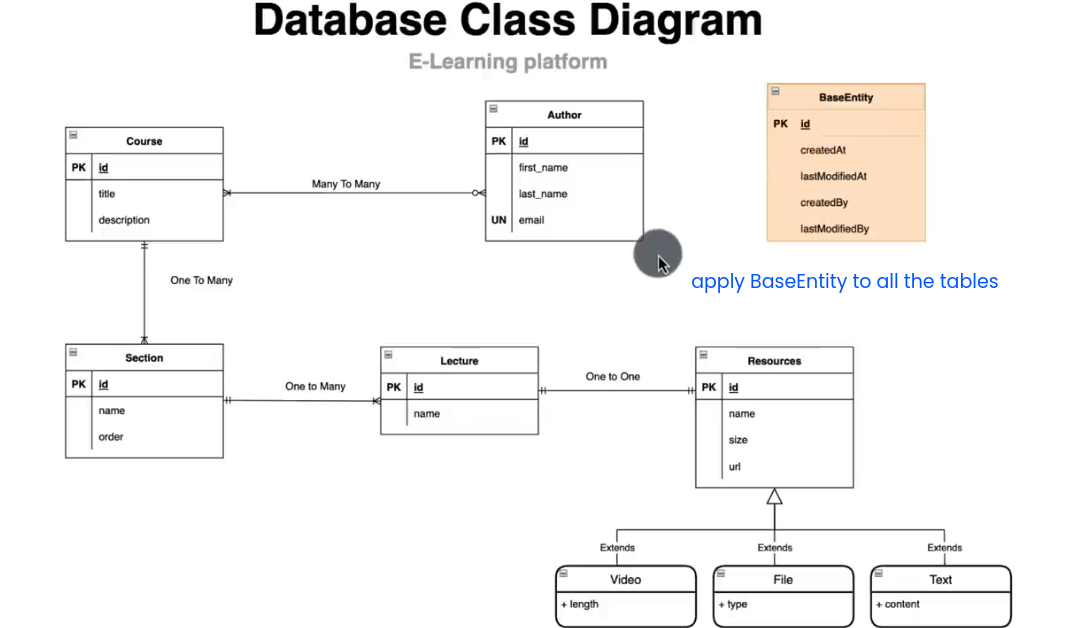 Database Class Diagram
E-Learning platform
BaseEntity
PK id
createdAt
lastModifiedAt
createdBy
lastModifiedBy
Author
PK id
first_name
last_name
UN email
Course
PK id
title
description
Many To Many
apply BaseEntity to all the tables
One To Many
Section
PK id
name
order
One to Many
Lecture
PK id
name
One to One
Resources
PK id
name
size
url
Extends
Extends
Extends
Video
+ length
File
+ type
Text
+ content